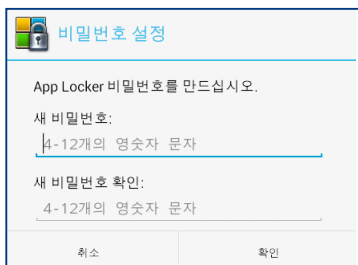 비밀번호 설정
App Locker 비밀번호를 만드십시오.
새 비밀번호:
4-12개의 영숫자 문자
새 비밀번호 확인:
4-12개의 영숫자 문자
취소 확인